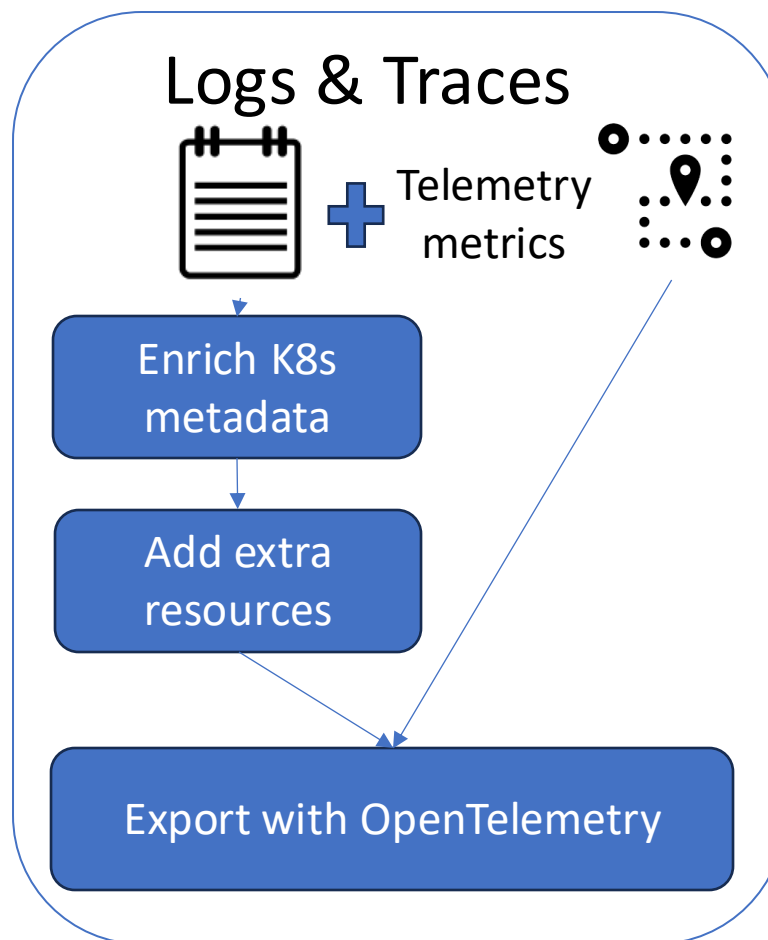 Logs & Traces
Telemetry
metrics
Enrich K8s
metadata
Add extra
resources
Export with OpenTelemetry